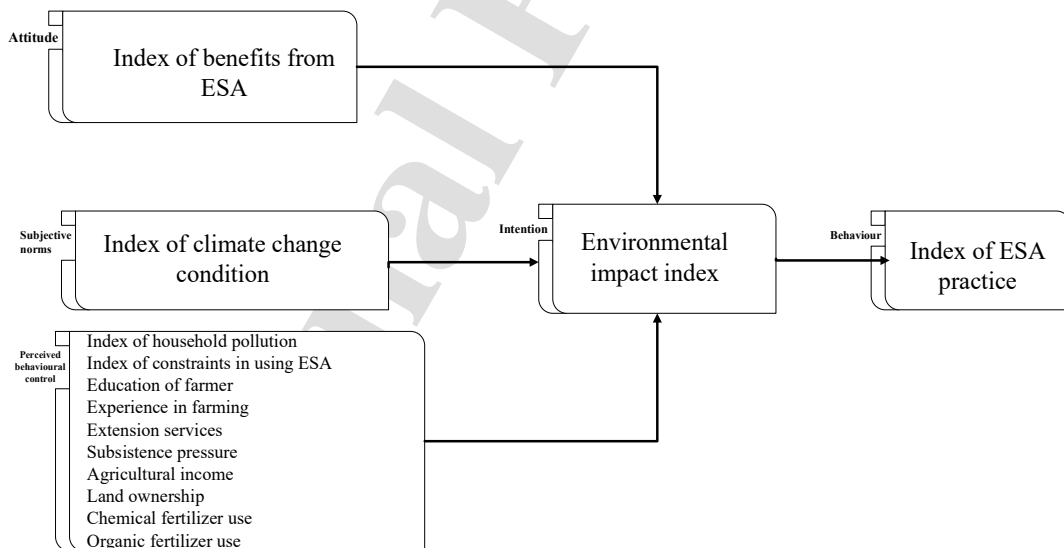 Attitude
Index of benefits from
ESA
Subjective
norms
Index of climate change
condition
Intention
Environmental
impact index
Behaviour
Index of ESA
practice
Perceived
behavioural
control
Index of household pollution
Index of constraints in using ESA
Education of farmer
Experience in farming
Extension services
Subsistence pressure
Agricultural income
Land ownership
Chemical fertilizer use
Organic fertilizer use